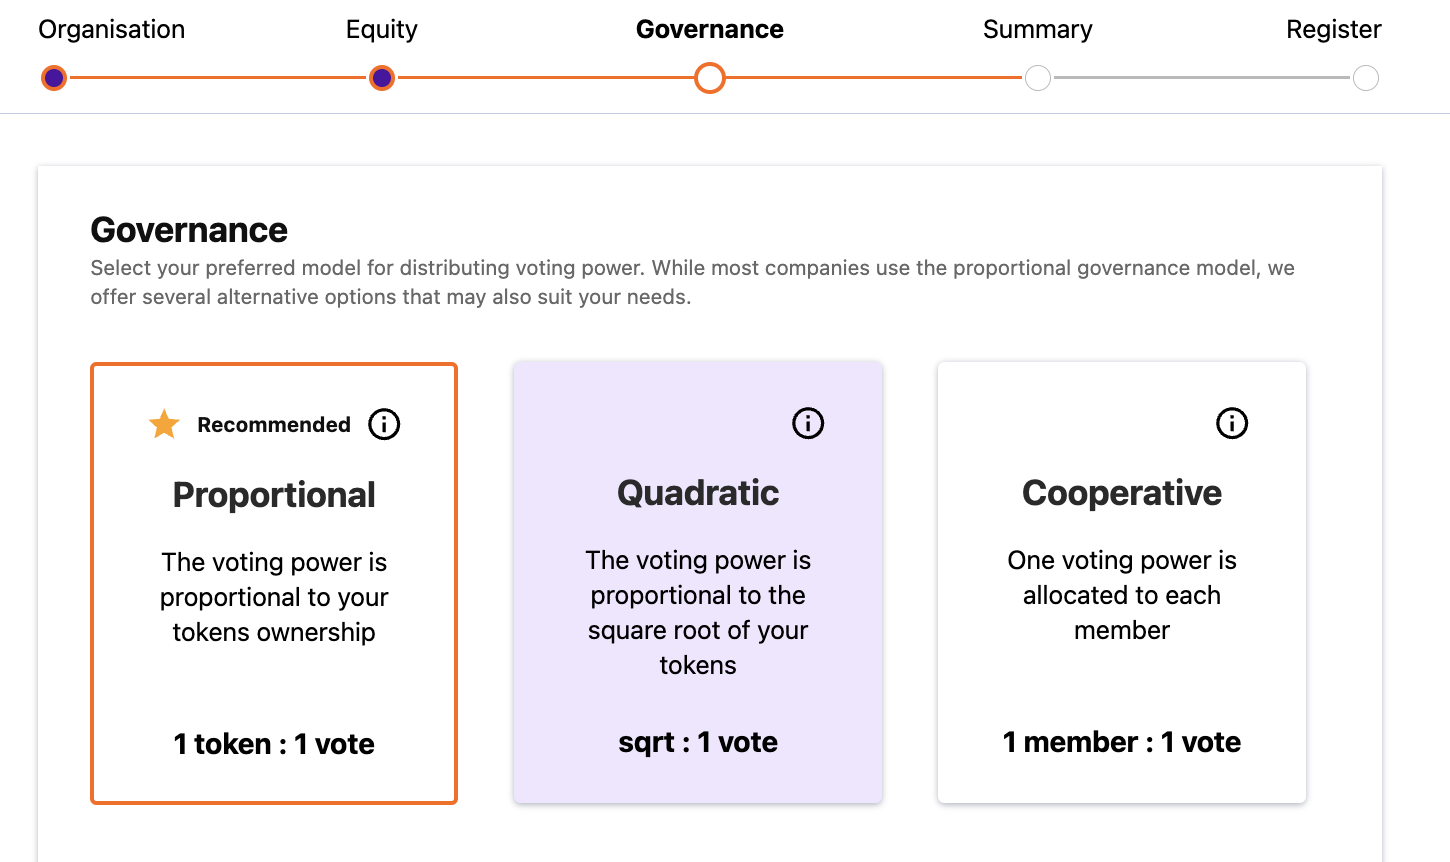 Organisation Equity Governance Summary Register
Governance
Select your preferred model for distributing voting power. While most companies use the proportional governance model, we
offer several alternative options that may also suit your needs.
Recommended
Proportional
The voting power is
proportional to your
tokens ownership
1 token : 1 vote
Quadratic
The voting power is
proportional to the
square root of your
tokens
sqrt : 1 vote
Cooperative
One voting power is
allocated to each
member
1 member : 1 vote